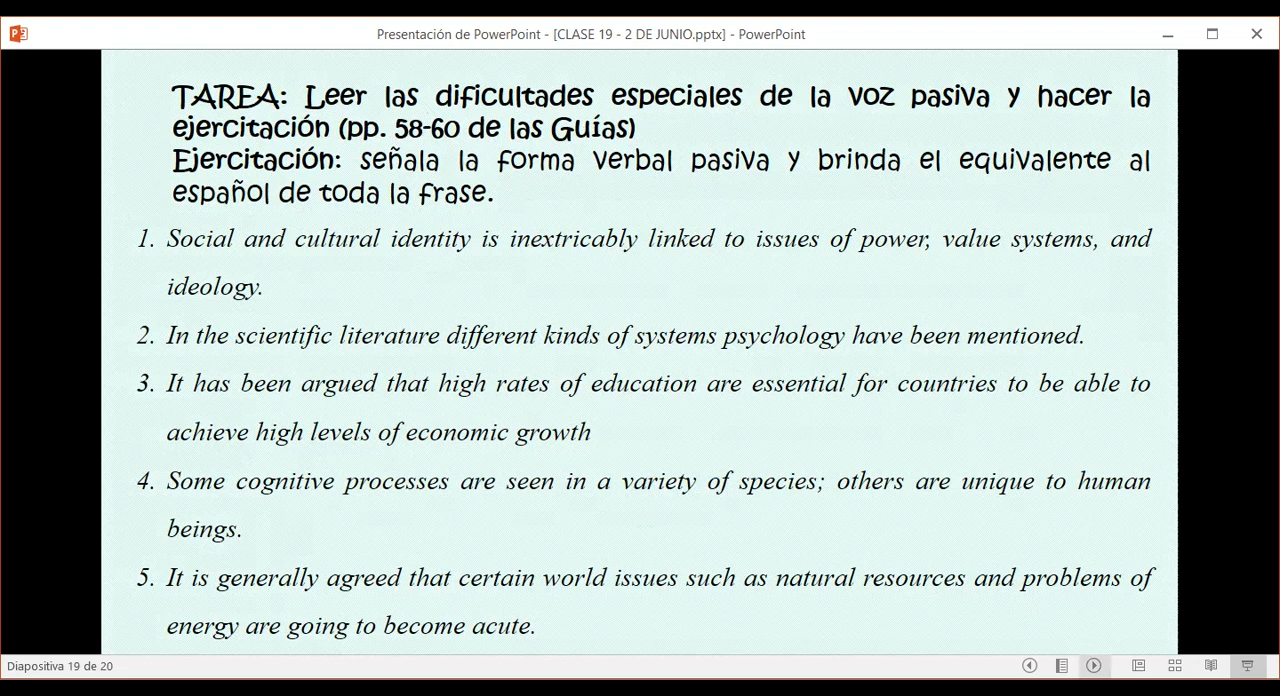 Presentación de PowerPoint - [CLASE 19 - 2 DE JUNIO.pptx] - PowerPoint
TAREA: Leer las dificultades especiales de la voz pasiva y hacer la
ejercitación (pp. 58-60 de las Guías)
Ejercitación: señala la forma verbal pasiva y brinda el equivalente al
español de toda la frase.
1. Social and cultural identity is inextricably linked to issues of power, value systems, and
ideology.
2. In the scientific literature different kinds of systems psychology have been mentioned.
3. It has been argued that high rates of education are essential for countries to be able to
achieve high levels of economic growth
4. Some cognitive processes are seen in a variety of species; others are unique to human
beings.
5. It is generally agreed that certain world issues such as natural resources and problems of
energy are going to become acute.
Diapositiva 19 de 20